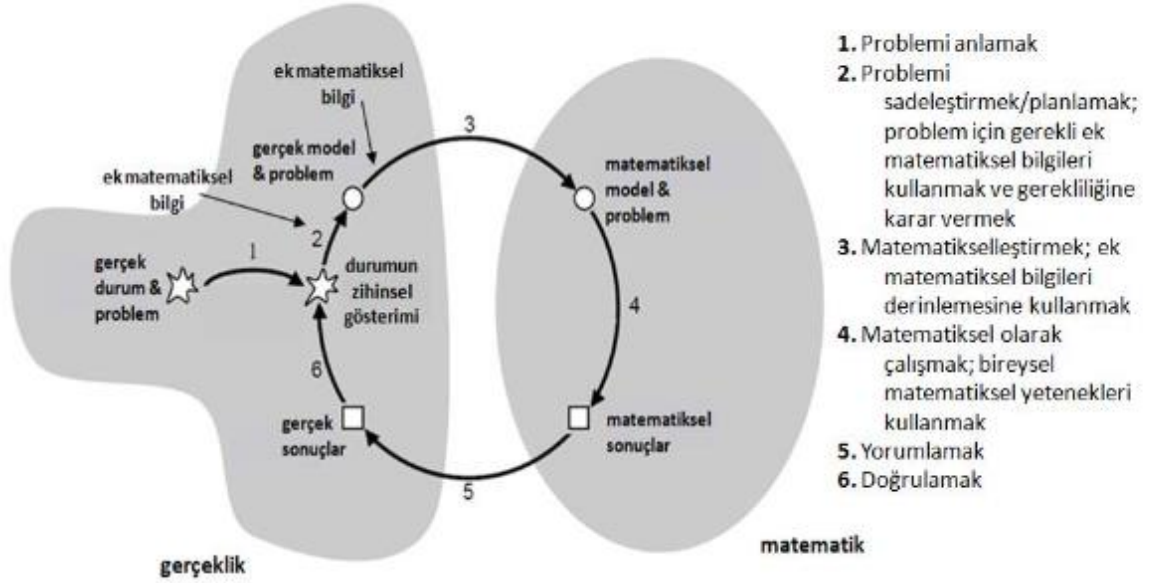 ek matematiksel
bilgi
3
gerçek model
& problem
matematiksel
model &
problem
ek matematiksel
bilgi
2
1
gerçek
durum &
problem
durumun
zihinsel
gösterimi
4
6
gerçek
sonuçlar
matematiksel
sonuçlar
5
gerçeklik
matematik
1. Problemi anlamak
2. Problemi
sadeleştirmek/planlamak;
problem için gerekli ek
matematiksel bilgileri
kullanmak ve gerekliliğine
karar vermek
3. Matematikselleştirmek; ek
matematiksel bilgileri
derinlemesine kullanmak
4. Matematiksel olarak
çalışmak; bireysel
matematiksel yetenekleri
kullanmak
5. Yorumlamak
6. Doğrulamak